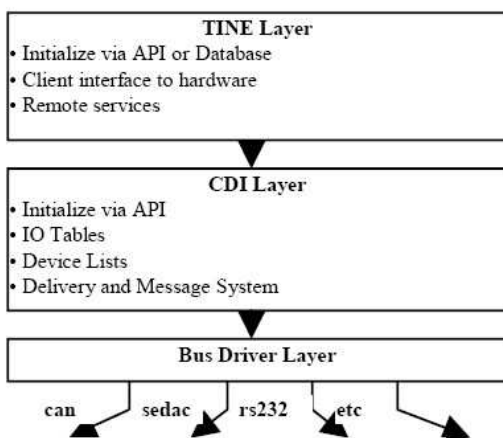 TINE Layer
• Initialize via API or Database
• Client interface to hardware
• Remote services
CDI Layer
• Initialize via API
• IO Tables
• Device Lists
• Delivery and Message System
Bus Driver Layer
can sedac rs232 etc